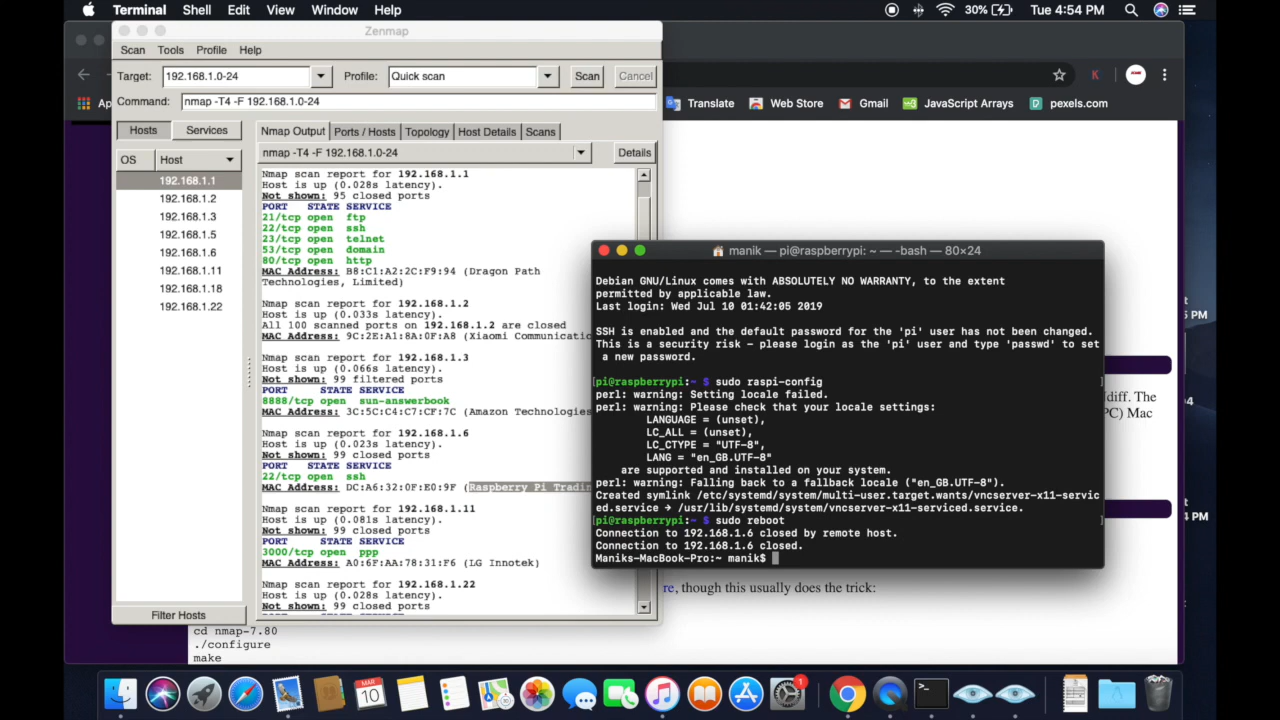 Terminal Shell Edit View Window Help 30% Tue 4:54 PM
Zenmap
Scan Tools Profile Help
Target: 192.168.1.0-24 Profile: Quick scan Scan Cancel
Command: nmap -T4 -F 192.168.1.0-24
Ap Translate Web Store Gmail JavaScript Arrays pexels.com
K
Hosts Services
OS Host
192.168.1.1
192.168.1.2
192.168.1.3
192.168.1.5
192.168.1.6
192.168.1.11
192.168.1.18
192.168.1.22
Filter Hosts
Nmap Output Ports / Hosts Topology Host Details Scans
nmap -T4 -F 192.168.1.0-24 Details
Nmap scan report for 192.168.1.1
Host is up (0.028s latency).
Not shown: 95 closed ports
PORT STATE SERVICE
21/tcp open ftp
22/tcp open ssh
23/tcp open telnet
53/tcp open domain
80/tcp open http
MAC Address: B8:C1:A2:2C:F9:94 (Dragon Path
Technologies, Limited)
Nmap scan report for 192.168.1.2
Host is up (0.033s latency).
All 100 scanned ports on 192.168.1.2 are closed
MAC Address: 9C:2E:A1:8A:0F:A8 (Xiaomi Communicatio
Nmap scan report for 192.168.1.3
Host is up (0.066s latency).
Not shown: 99 filtered ports
PORT STATE SERVICE
8888/tcp open sun-answerbook
MAC Address: 3C:5C:C4:C7:CF:7C (Amazon Technologies
Nmap scan report for 192.168.1.6
Host is up (0.023s latency).
Not shown: 99 closed ports
PORT STATE SERVICE
22/tcp open ssh
MAC Address: DC:A6:32:0F:E0:9F (Raspberry Pi Tradin
Nmap scan report for 192.168.1.11
Host is up (0.081s latency).
Not shown: 99 closed ports
PORT STATE SERVICE
3000/tcp open ppp
MAC Address: A0:6F:AA:78:31:F6 (LG Innotek)
Nmap scan report for 192.168.1.22
Host is up (0.028s latency).
Not shown: 99 closed ports
manik — pi@raspberrypi: ~ — -bash — 80×24
Debian GNU/Linux comes with ABSOLUTELY NO WARRANTY, to the extent
permitted by applicable law.
Last login: Wed Jul 10 01:42:05 2019
SSH is enabled and the default password for the 'pi' user has not been changed.
This is a security risk - please login as the 'pi' user and type 'passwd' to set
a new password.
[pi@raspberrypi:~ $ sudo raspi-config ]
perl: warning: Setting locale failed.
perl: warning: Please check that your locale settings:
LANGUAGE = (unset),
LC_ALL = (unset),
LC_CTYPE = "UTF-8",
LANG = "en_GB.UTF-8"
are supported and installed on your system.
perl: warning: Falling back to a fallback locale ("en_GB.UTF-8").
Created symlink /etc/systemd/system/multi-user.target.wants/vncserver-x11-servic
ed.service → /usr/lib/systemd/system/vncserver-x11-serviced.service.
[pi@raspberrypi:~ $ sudo reboot ]
Connection to 192.168.1.6 closed by remote host.
Connection to 192.168.1.6 closed.
Maniks-MacBook-Pro:~ manik$
/diff. The
PC) Mac
t
5 PM
t
04
t
4 PM
re, though this usually does the trick:
cd nmap-7.80
./configure
make
MAR
10
1